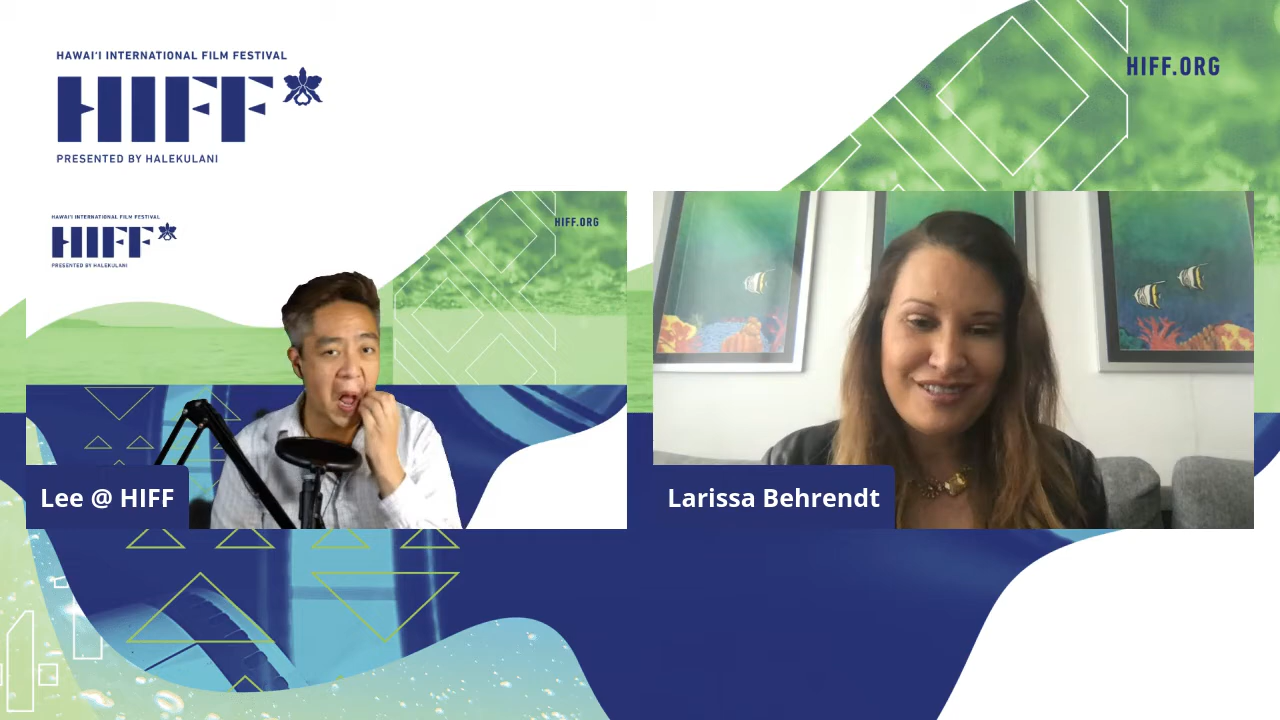 HAWAI'I INTERNATIONAL FILM FESTIVAL
HIFF
PRESENTED BY HALEKULANI
HIFF.ORG
HAWAI'I INTERNATIONAL FILM FESTIVAL
HIFF
PRESENTED BY HALEKULANI
HIFF.ORG
Lee @ HIFF
Larissa Behrendt